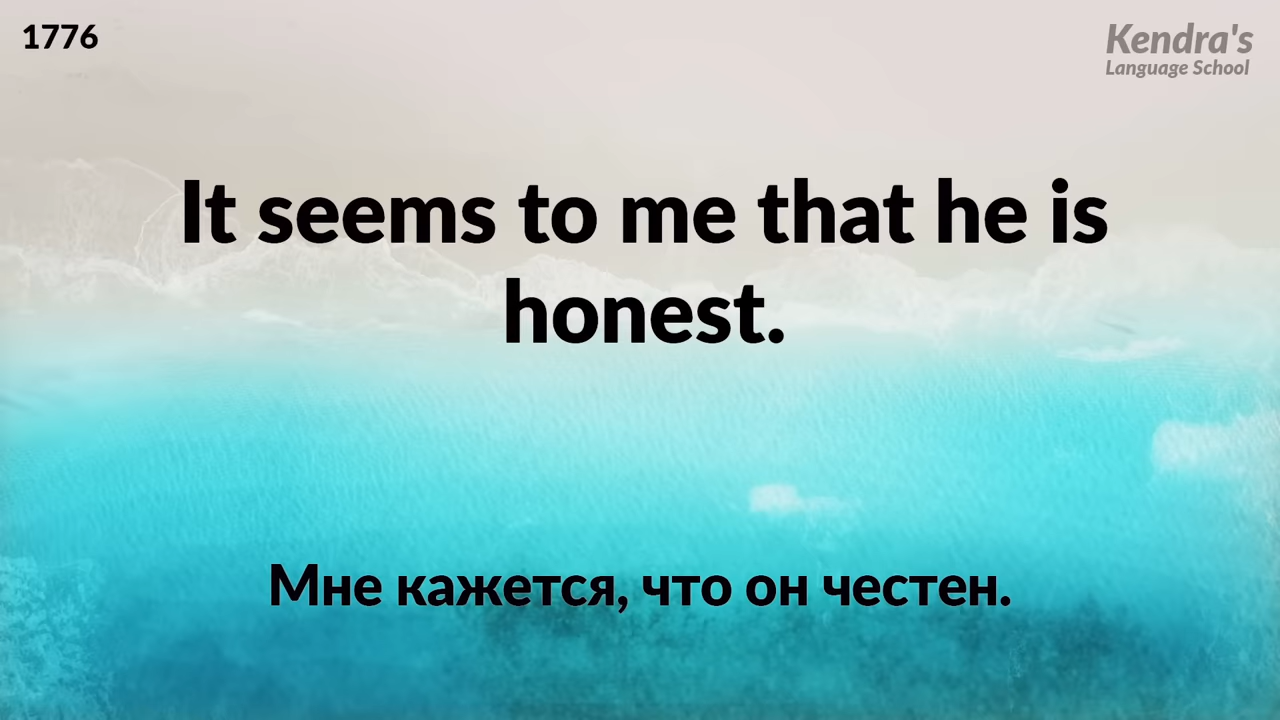 1776
Kendra's
Language School
It seems to me that he is
honest.
Мне кажется, что он честен.